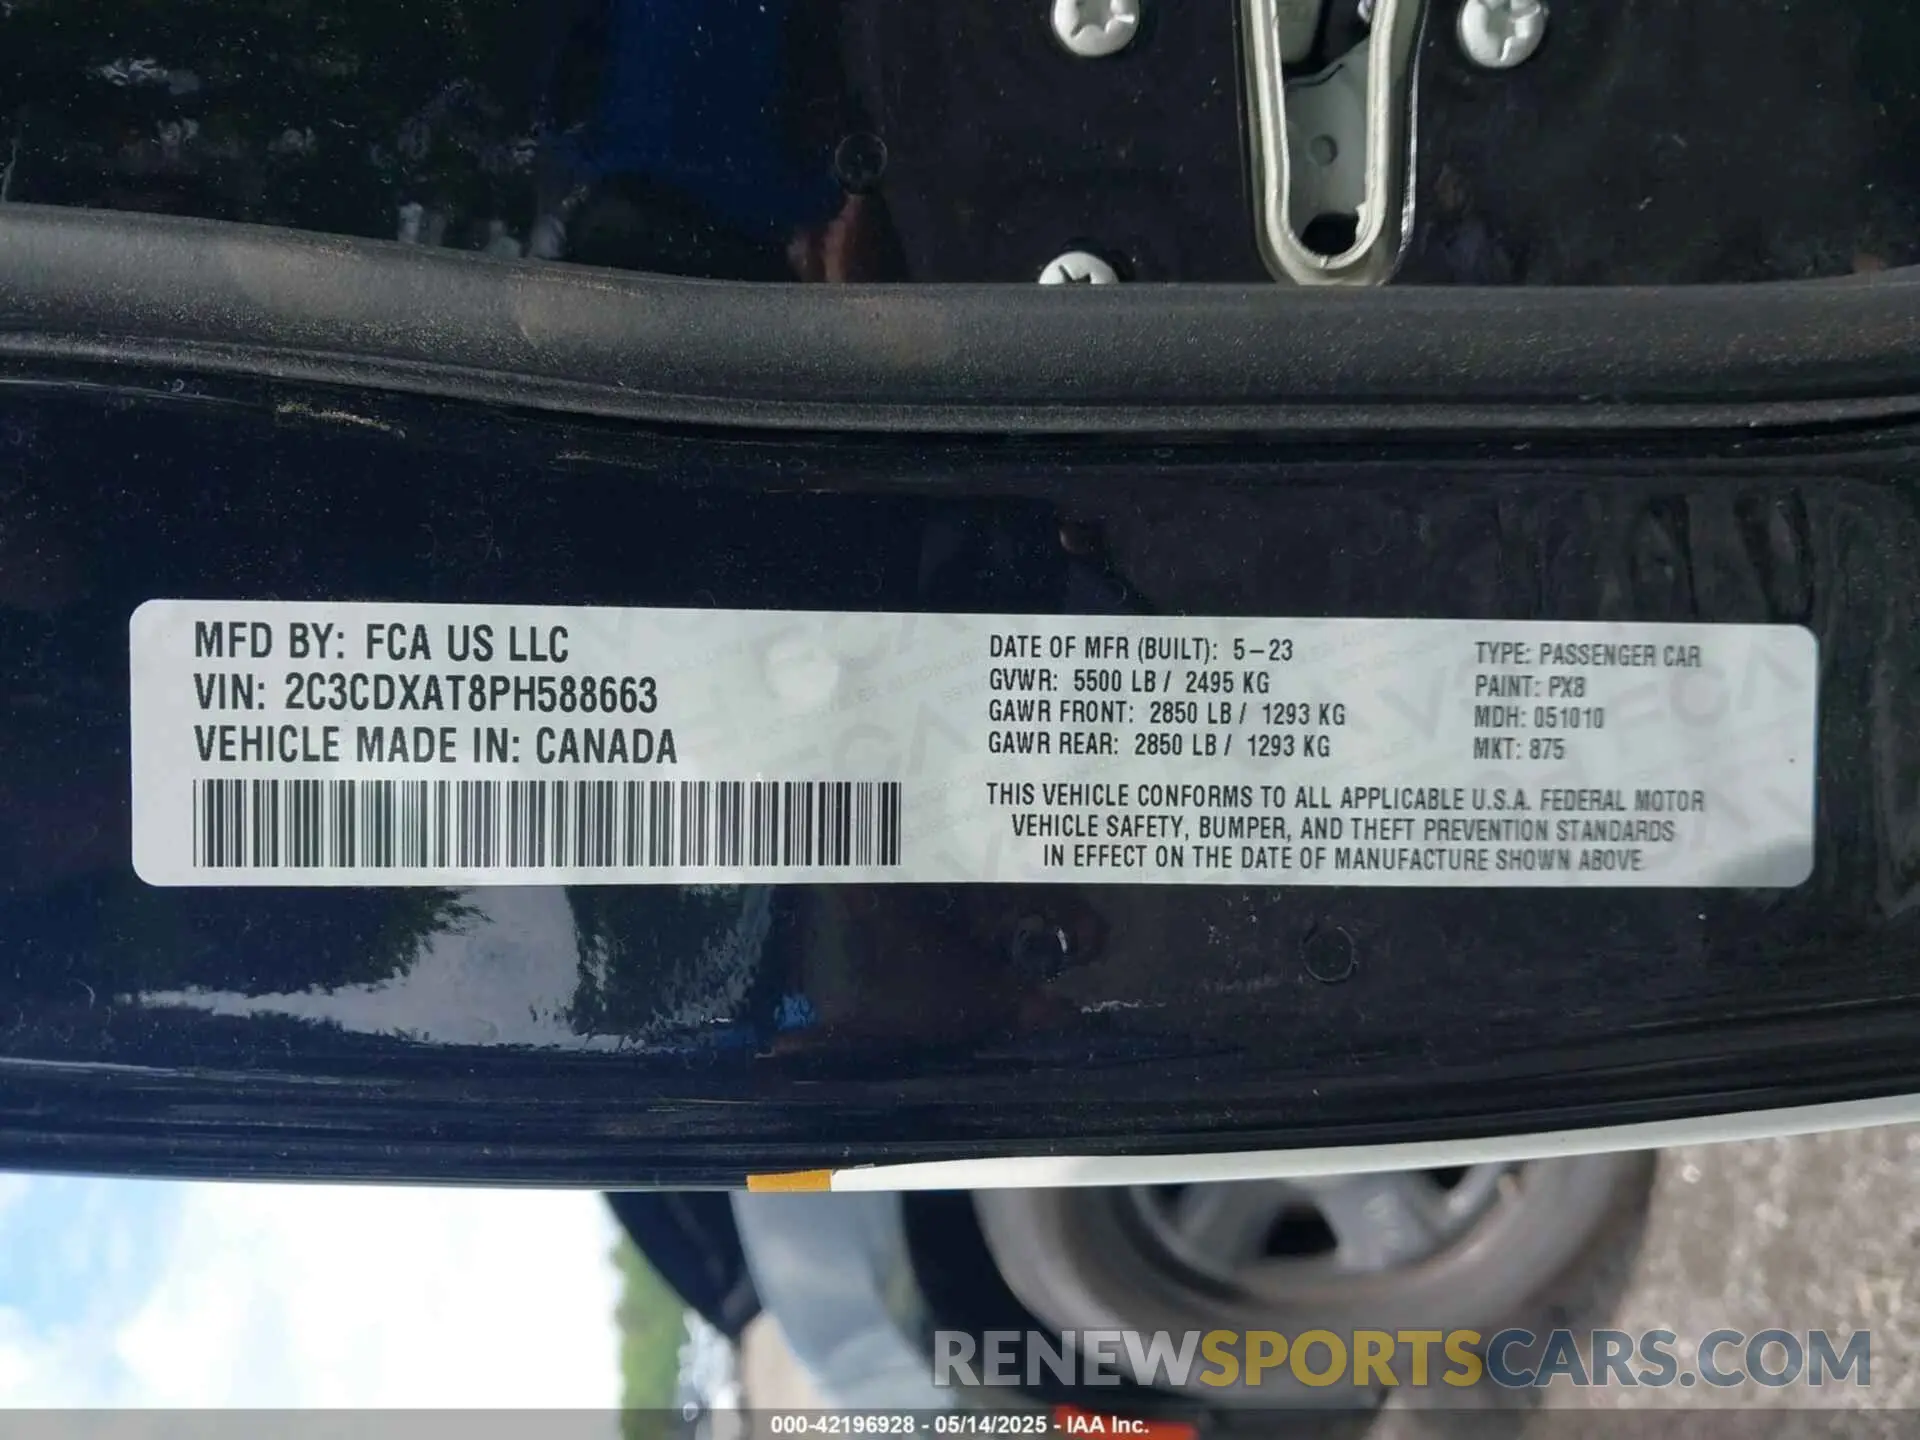 MFD BY: FCA US LLC
VIN: 2C3CDXAT8PH588663
VEHICLE MADE IN: CANADA
DATE OF MFR (BUILT): 5-23
GVWR: 5500 LB / 2495 KG
GAWR FRONT: 2850 LB / 1293 KG
GAWR REAR: 2850 LB / 1293 KG
TYPE: PASSENGER CAR
PAINT: PX8
MDH: 051010
MKT: 875
THIS VEHICLE CONFORMS TO ALL APPLICABLE U.S.A. FEDERAL MOTOR
VEHICLE SAFETY, BUMPER, AND THEFT PREVENTION STANDARDS
IN EFFECT ON THE DATE OF MANUFACTURE SHOWN ABOVE
RENEWSPORTSCARS.COM
000-42196928 - 05/14/2025 - IAA Inc.